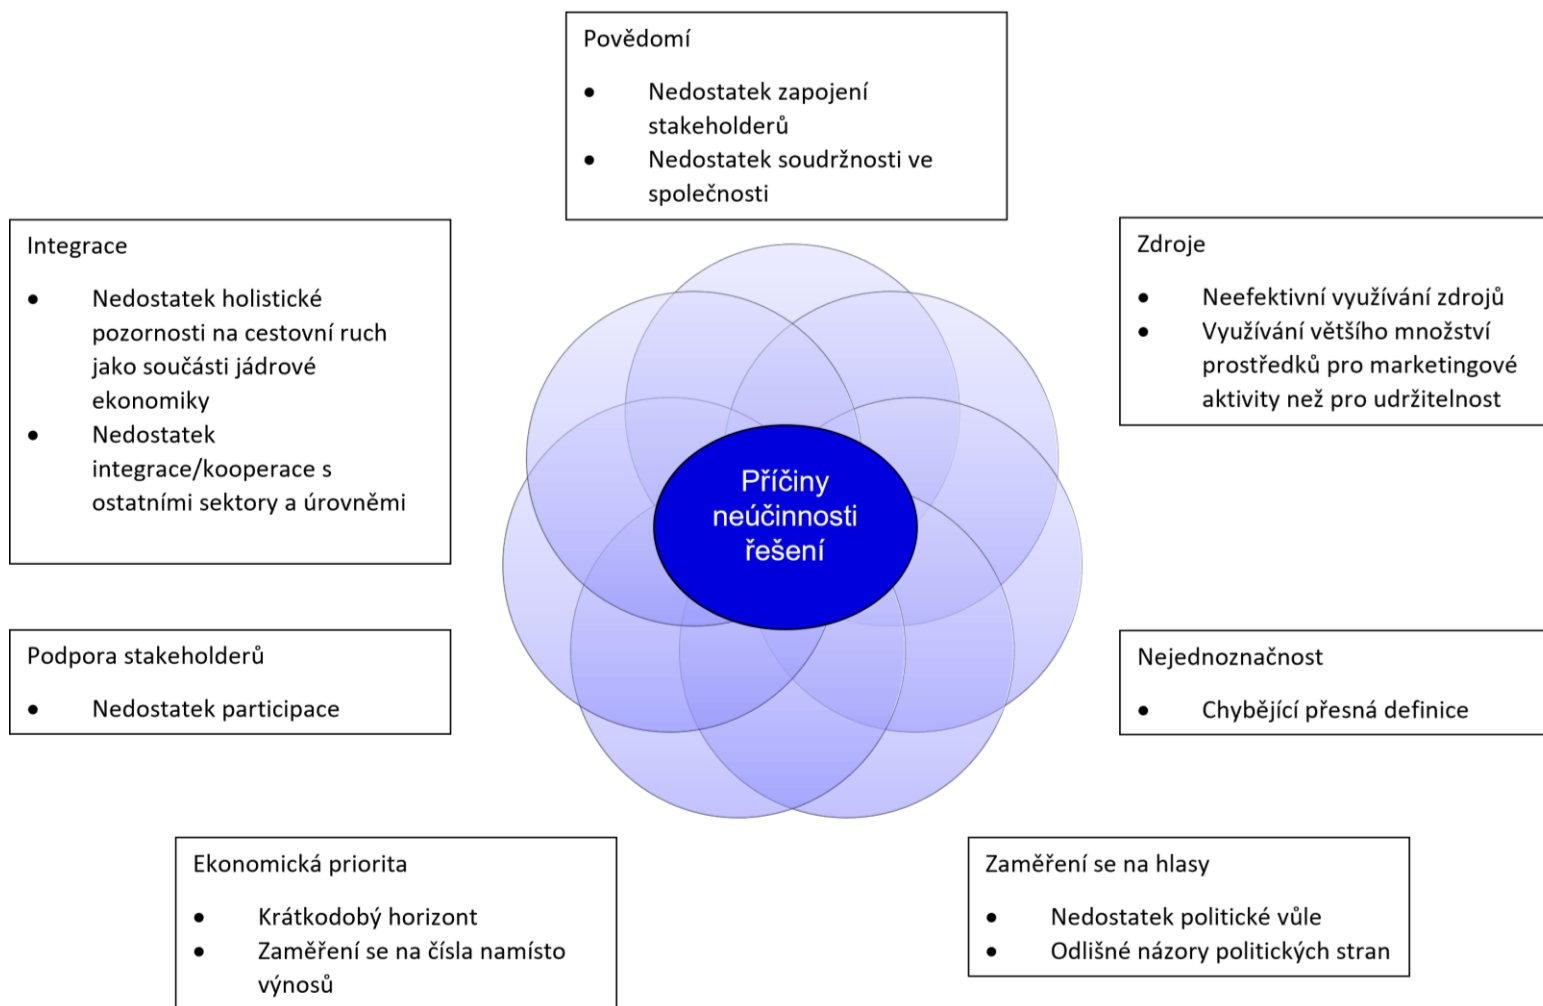 Povědomí
• Nedostatek zapojení
stakeholderů
• Nedostatek soudržnosti ve
společnosti
Integrace
• Nedostatek holistické
pozornosti na cestovní ruch
jako součásti jádrové
ekonomiky
• Nedostatek
integrace/kooperace s
ostatními sektory a úrovněmi
Zdroje
• Neefektivní využívání zdrojů
• Využívání většího množství
prostředků pro marketingové
aktivity než pro udržitelnost
Příčiny
neúčinnosti
řešení
Podpora stakeholderů
• Nedostatek participace
Nejednoznačnost
• Chybějící přesná definice
Ekonomická priorita
• Krátkodobý horizont
• Zaměření se na čísla namísto
výnosů
Zaměření se na hlasy
• Nedostatek politické vůle
• Odlišné názory politických stran